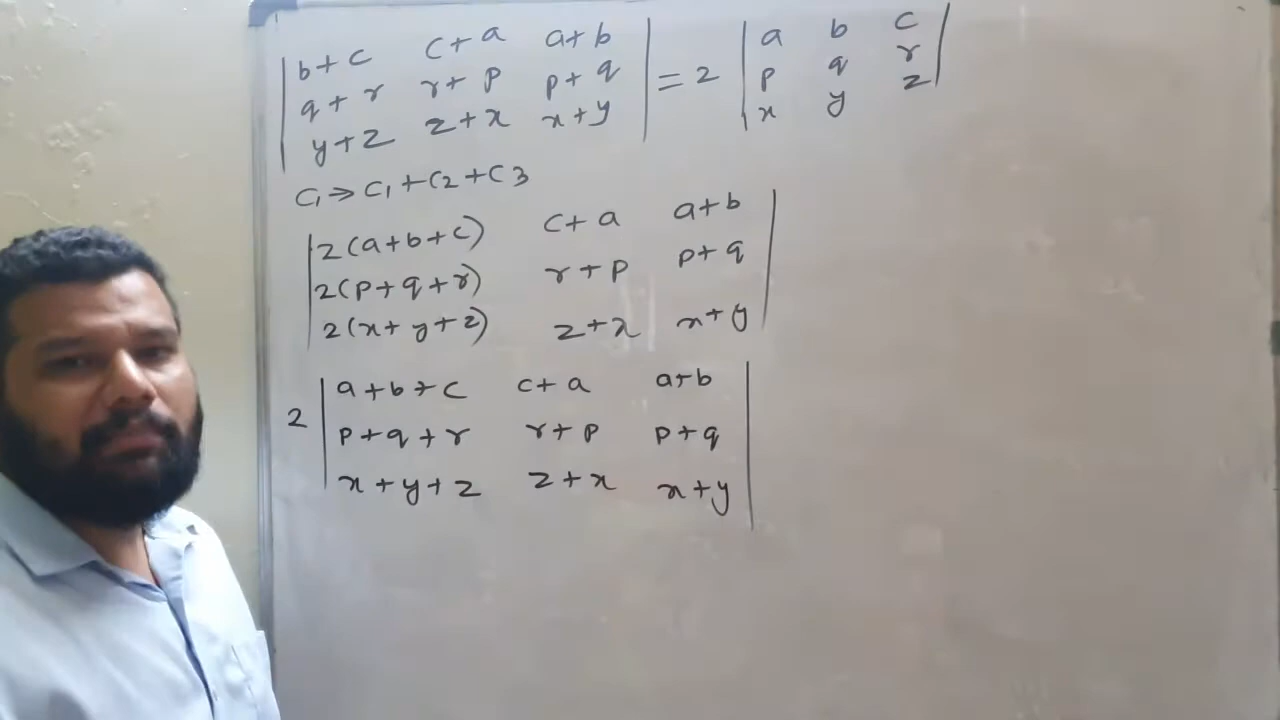 | b+c c+a a+b | = 2 | a b c |
| q+r r+p p+q | | p q r |
| y+z z+x x+y | | x y z |
C₁ ⇒ C₁+C2+C3
| 2(a+b+c) c+a a+b |
| 2(p+q+r) r+p p+q |
| 2(x+y+z) z+x x+y |
2 | a+b+c c+a a+b |
| p+q+r r+p p+q |
| x+y+z z+x x+y |